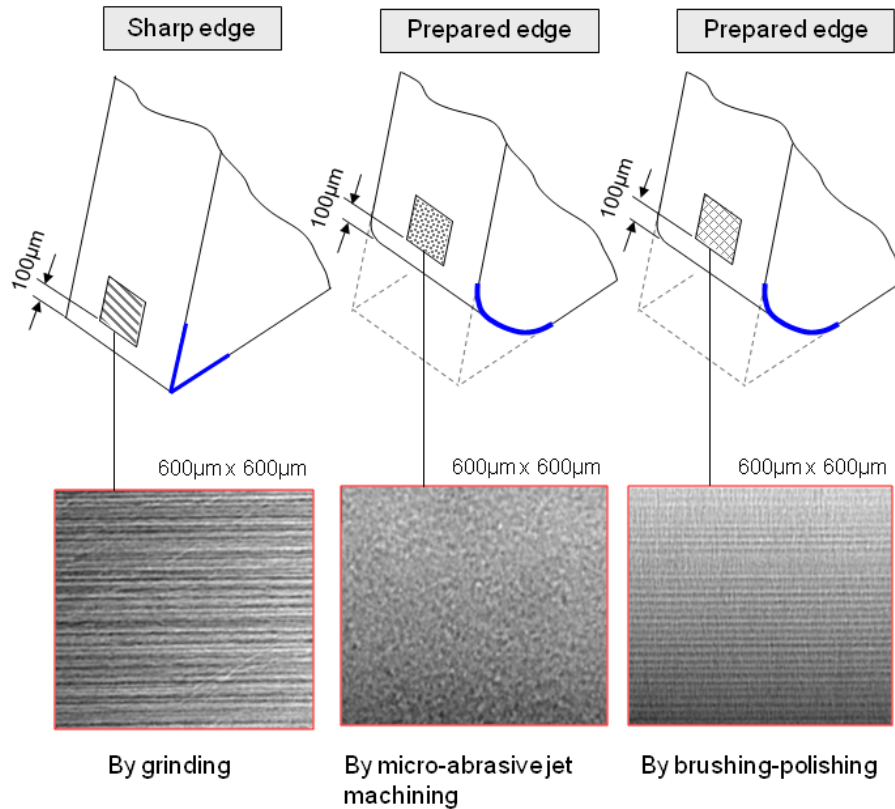 Sharp edge
Prepared edge
Prepared edge
100µm
100µm
100µm
600µm x 600µm
600µm x 600µm
600µm x 600µm
By grinding
By micro-abrasive jet
machining
By brushing-polishing